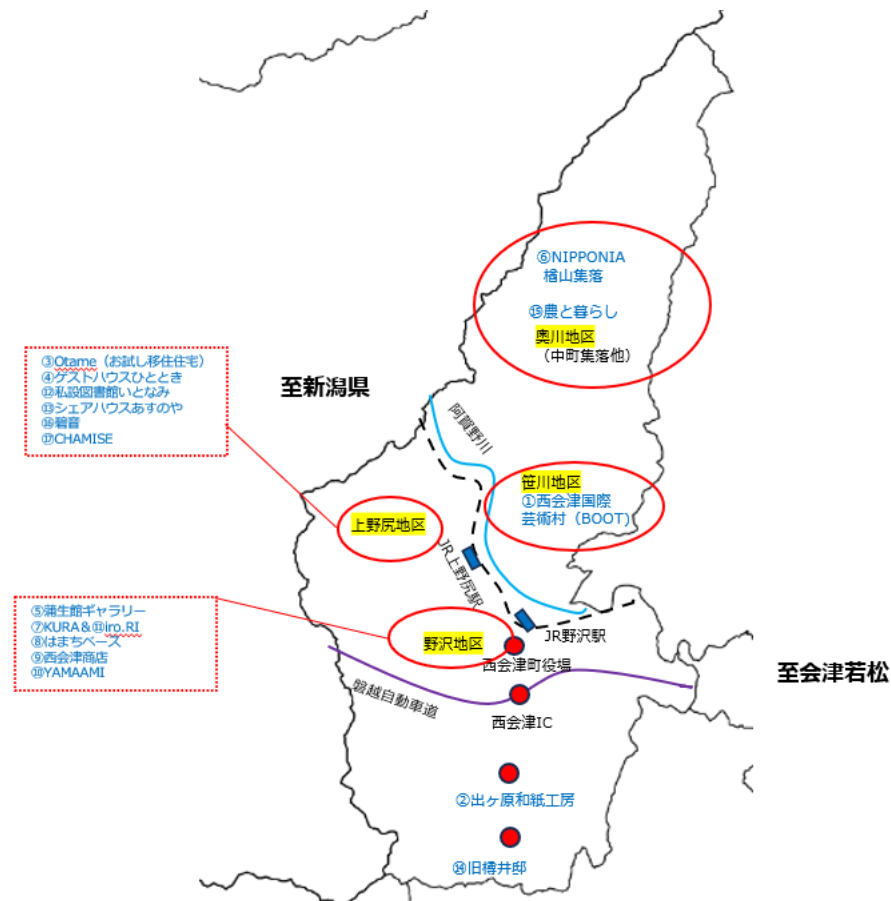 ⑥NIPPONIA
楢山集落
⑮農と暮らし
奥川地区
（中町集落他）
③Otame（お試し移住住宅）
④ゲストハウスひととき
⑫私設図書館いとなみ
⑬シェアハウスあすのや
⑯碧音
⑰CHAMISE
至新潟県
阿賀野川
笹川地区
①西会津国際
芸術村（BOOT)
上野尻地区
JR上野尻駅
⑤蒲生館ギャラリー
⑦KURA＆⑪iro.RI
⑧はまちベース
⑨西会津商店
⑩YAMAAMI
野沢地区
JR野沢駅
西会津町役場
至会津若松
磐越自動車道
西会津IC
②出ヶ原和紙工房
⑭旧樽井邸